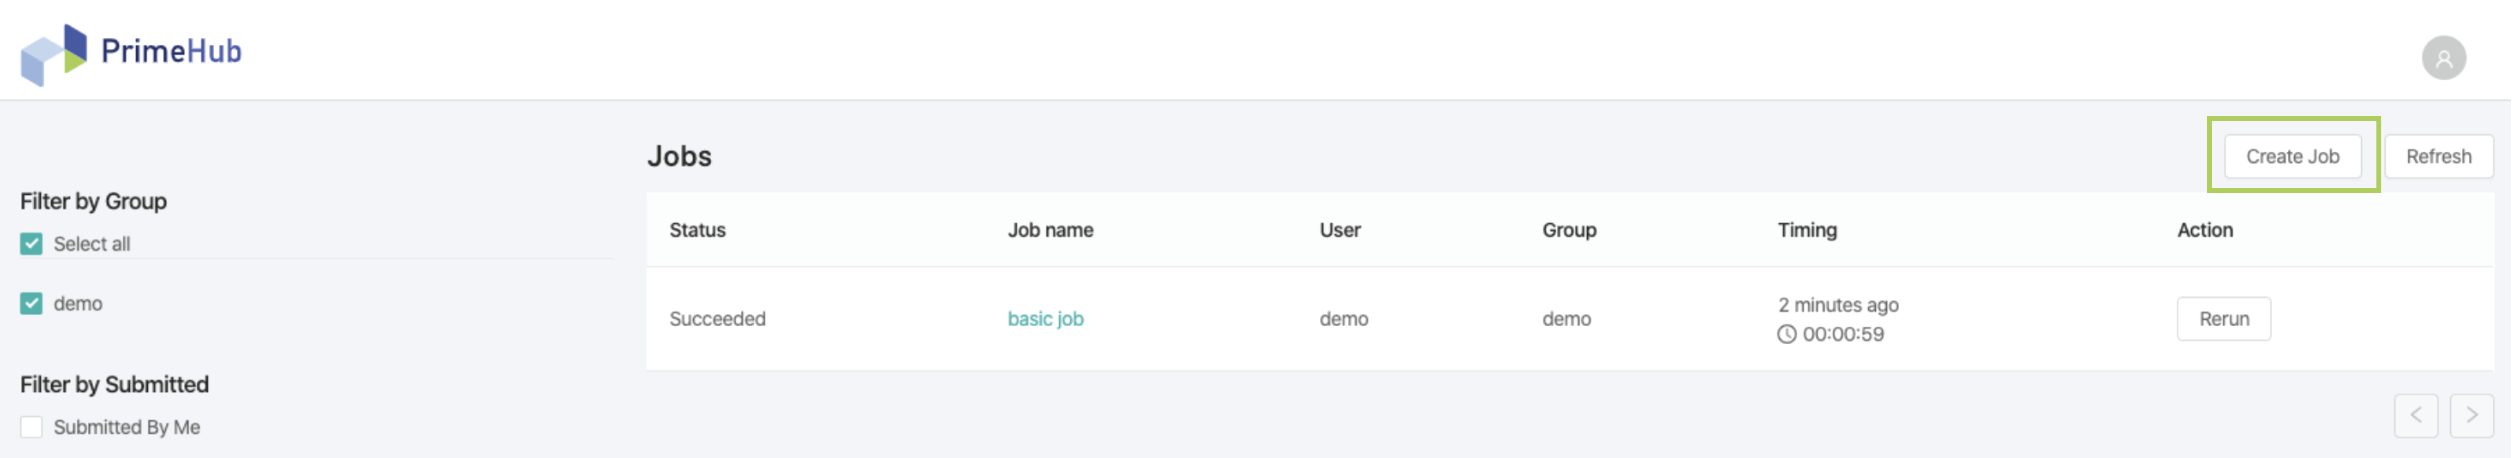 PrimeHub
Jobs
Create Job
Refresh
Filter by Group
Select all
demo
Filter by Submitted
Submitted By Me
Status Job name User Group Timing Action
Succeeded basic job demo demo 2 minutes ago Rerun
00:00:59